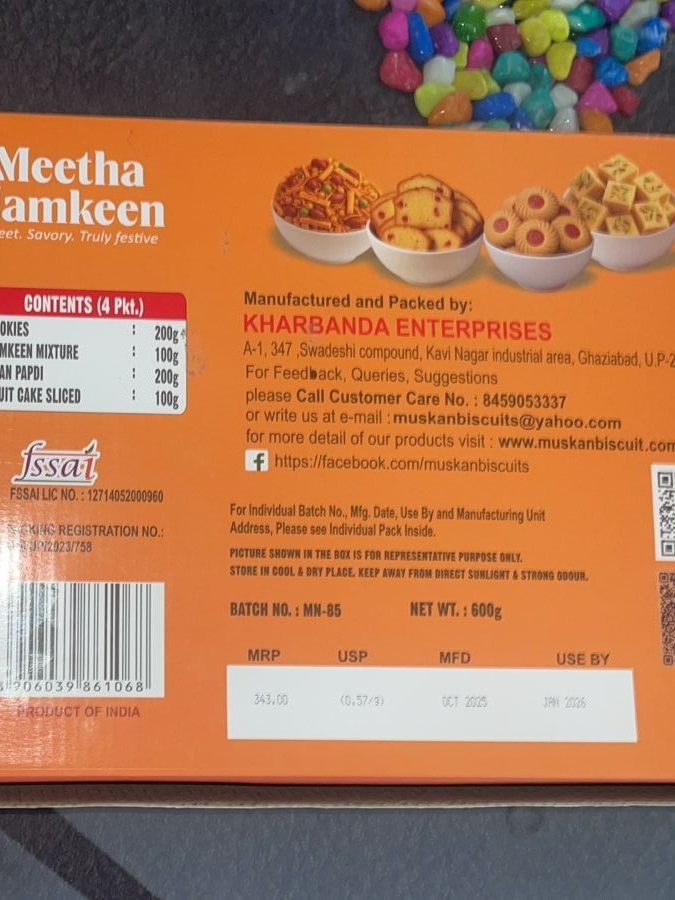 Meetha
amkeen
eet. Savory. Truly festive
CONTENTS (4 Pkt.)
OKIES : 200g
MKEEN MIXTURE : 100g
AN PAPDI : 200g
UIT CAKE SLICED : 100g
fssai
FSSAI LIC NO. : 12714052000960
CKING REGISTRATION NO.:
/UP/2023/758
906039 861068
PRODUCT OF INDIA
Manufactured and Packed by:
KHARBANDA ENTERPRISES
A-1, 347 ,Swadeshi compound, Kavi Nagar industrial area, Ghaziabad, U.P-2
For Feedback, Queries, Suggestions
please Call Customer Care No. : 8459053337
or write us at e-mail : muskanbiscuits@yahoo.com
for more detail of our products visit : www.muskanbiscuit.com
f https://facebook.com/muskanbiscuits
For Individual Batch No., Mfg. Date, Use By and Manufacturing Unit
Address, Please see Individual Pack Inside.
PICTURE SHOWN IN THE BOX IS FOR REPRESENTATIVE PURPOSE ONLY.
STORE IN COOL & DRY PLACE. KEEP AWAY FROM DIRECT SUNLIGHT & STRONG ODOUR.
BATCH NO. : MN-85 NET WT. : 600g
MRP USP MFD USE BY
343.00 (0.57/g) OCT 2025 JAN 2026